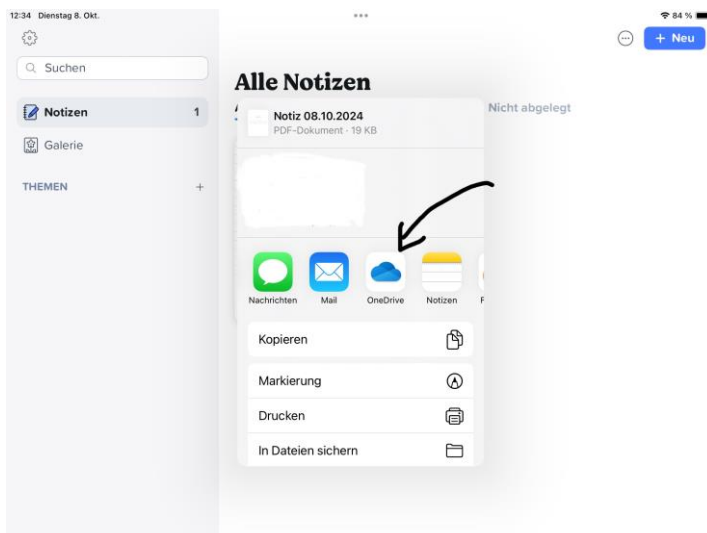 12:34 Dienstag 8. Okt.
84 %
+ Neu
Suchen
Alle Notizen
Notizen 1
Nicht abgelegt
Notiz 08.10.2024
PDF-Dokument · 19 KB
Galerie
THEMEN +
Nachrichten Mail OneDrive Notizen
Kopieren
Markierung
Drucken
In Dateien sichern